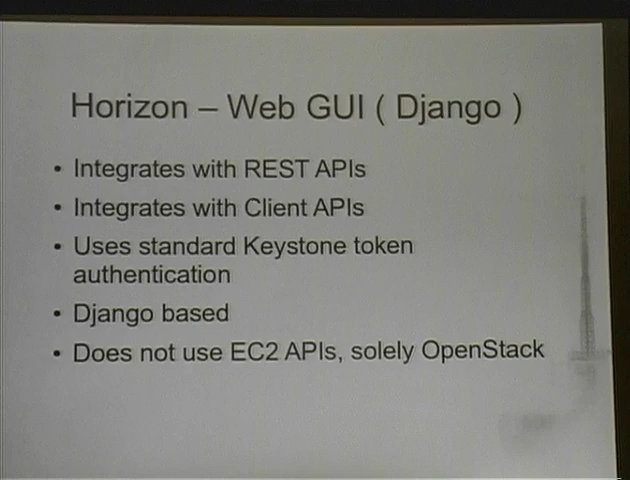 Horizon – Web GUI ( Django )
• Integrates with REST APIs
• Integrates with Client APIs
• Uses standard Keystone token
authentication
• Django based
• Does not use EC2 APIs, solely OpenStack